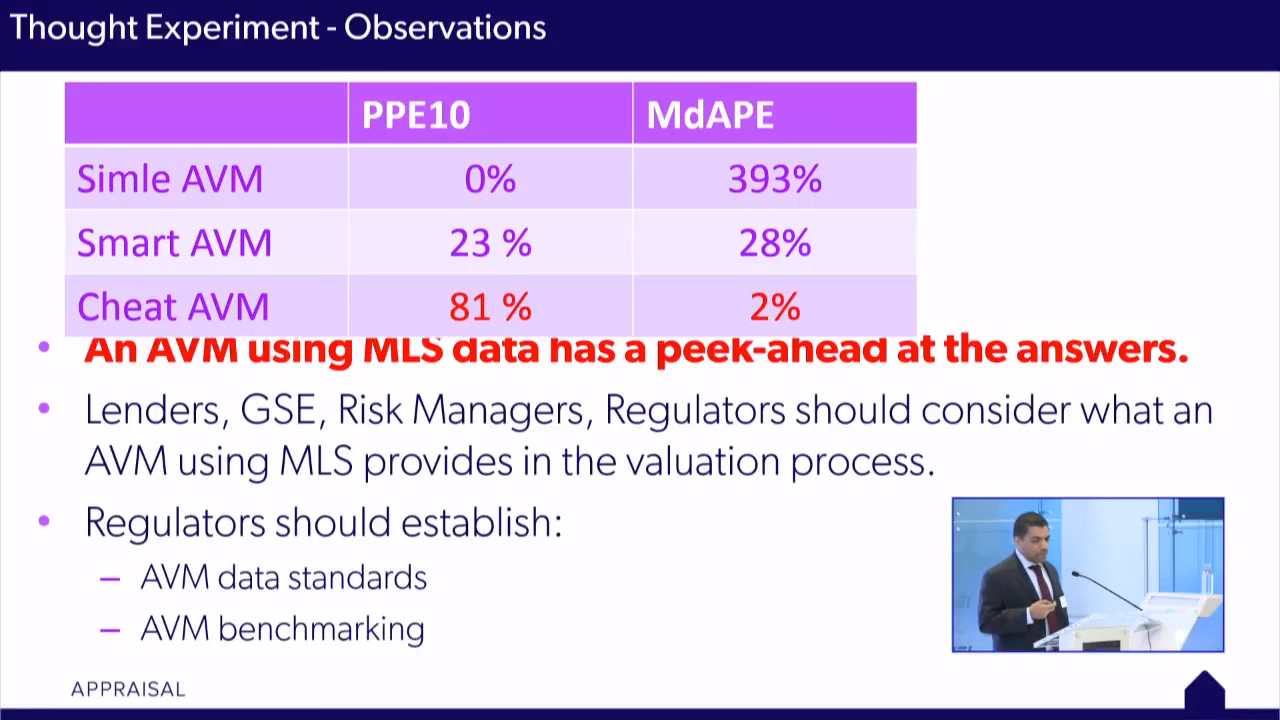 Thought Experiment - Observations
PPE10 MdAPE
Simle AVM 0% 393%
Smart AVM 23 % 28%
Cheat AVM 81 % 2%
• An AVM using MLS data has a peek-ahead at the answers.
• Lenders, GSE, Risk Managers, Regulators should consider what an
AVM using MLS provides in the valuation process.
• Regulators should establish:
– AVM data standards
– AVM benchmarking
APPRAISAL